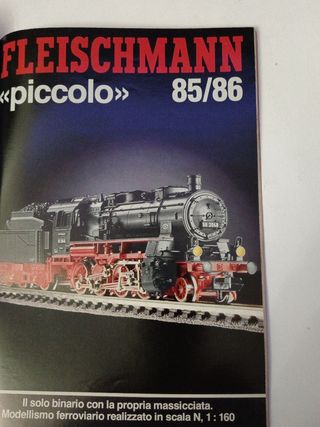 FLEISCHMANN
«piccolo» 85/86
Il solo binario con la propria massicciata.
Modellismo ferroviario realizzato in scala N, 1 : 160